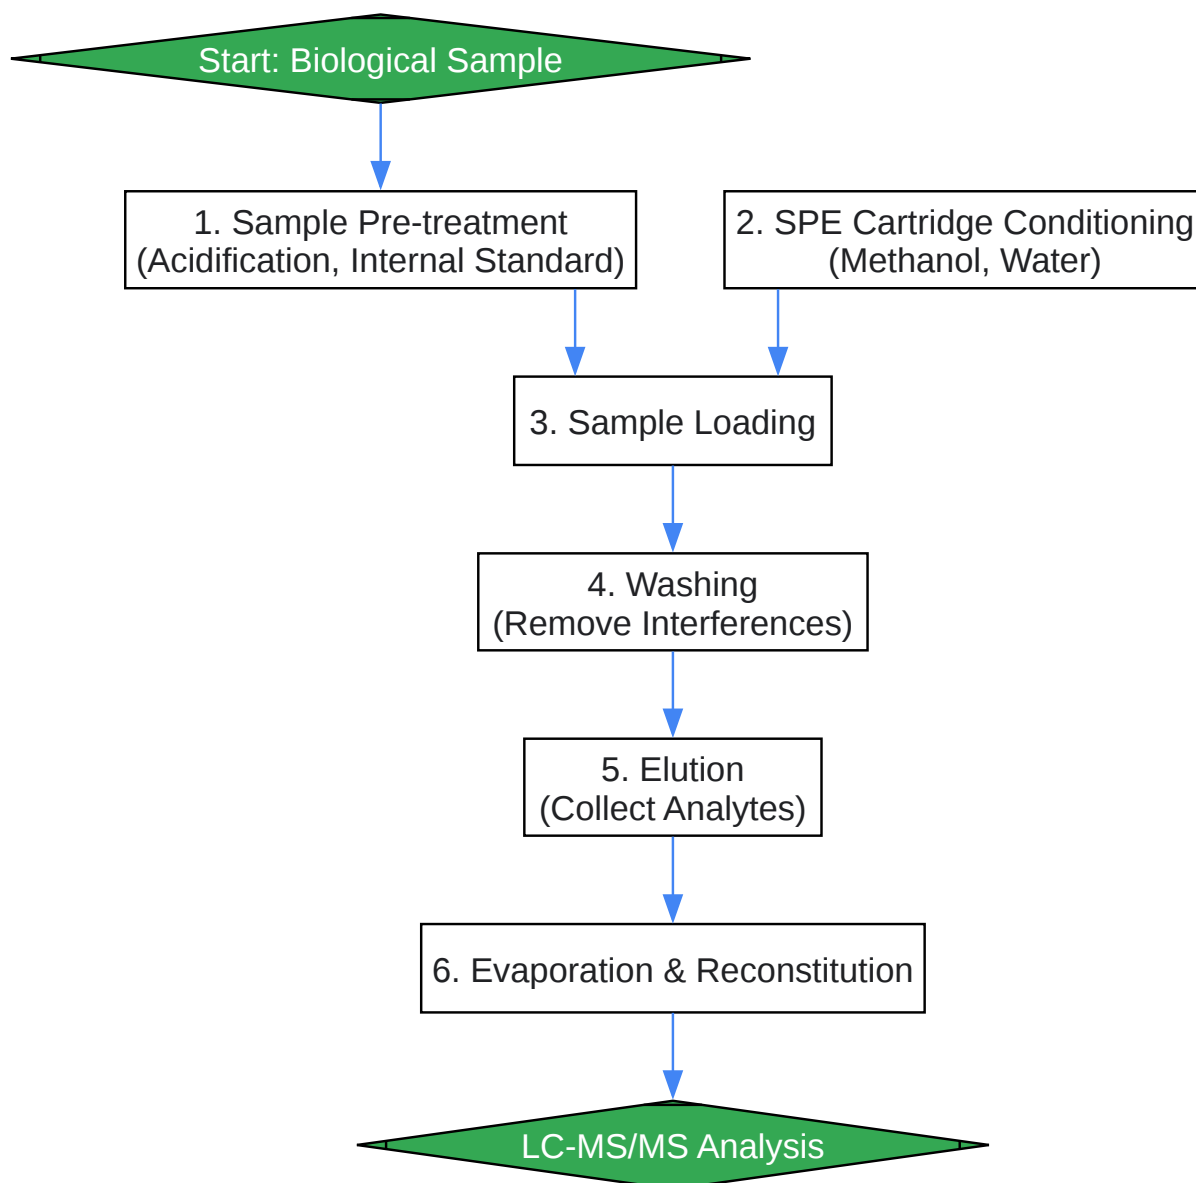 Start: Biological Sample
1. Sample Pre-treatment
(Acidification, Internal Standard)
2. SPE Cartridge Conditioning
(Methanol, Water)
3. Sample Loading
4. Washing
(Remove Interferences)
5. Elution
(Collect Analytes)
6. Evaporation & Reconstitution
LC-MS/MS Analysis